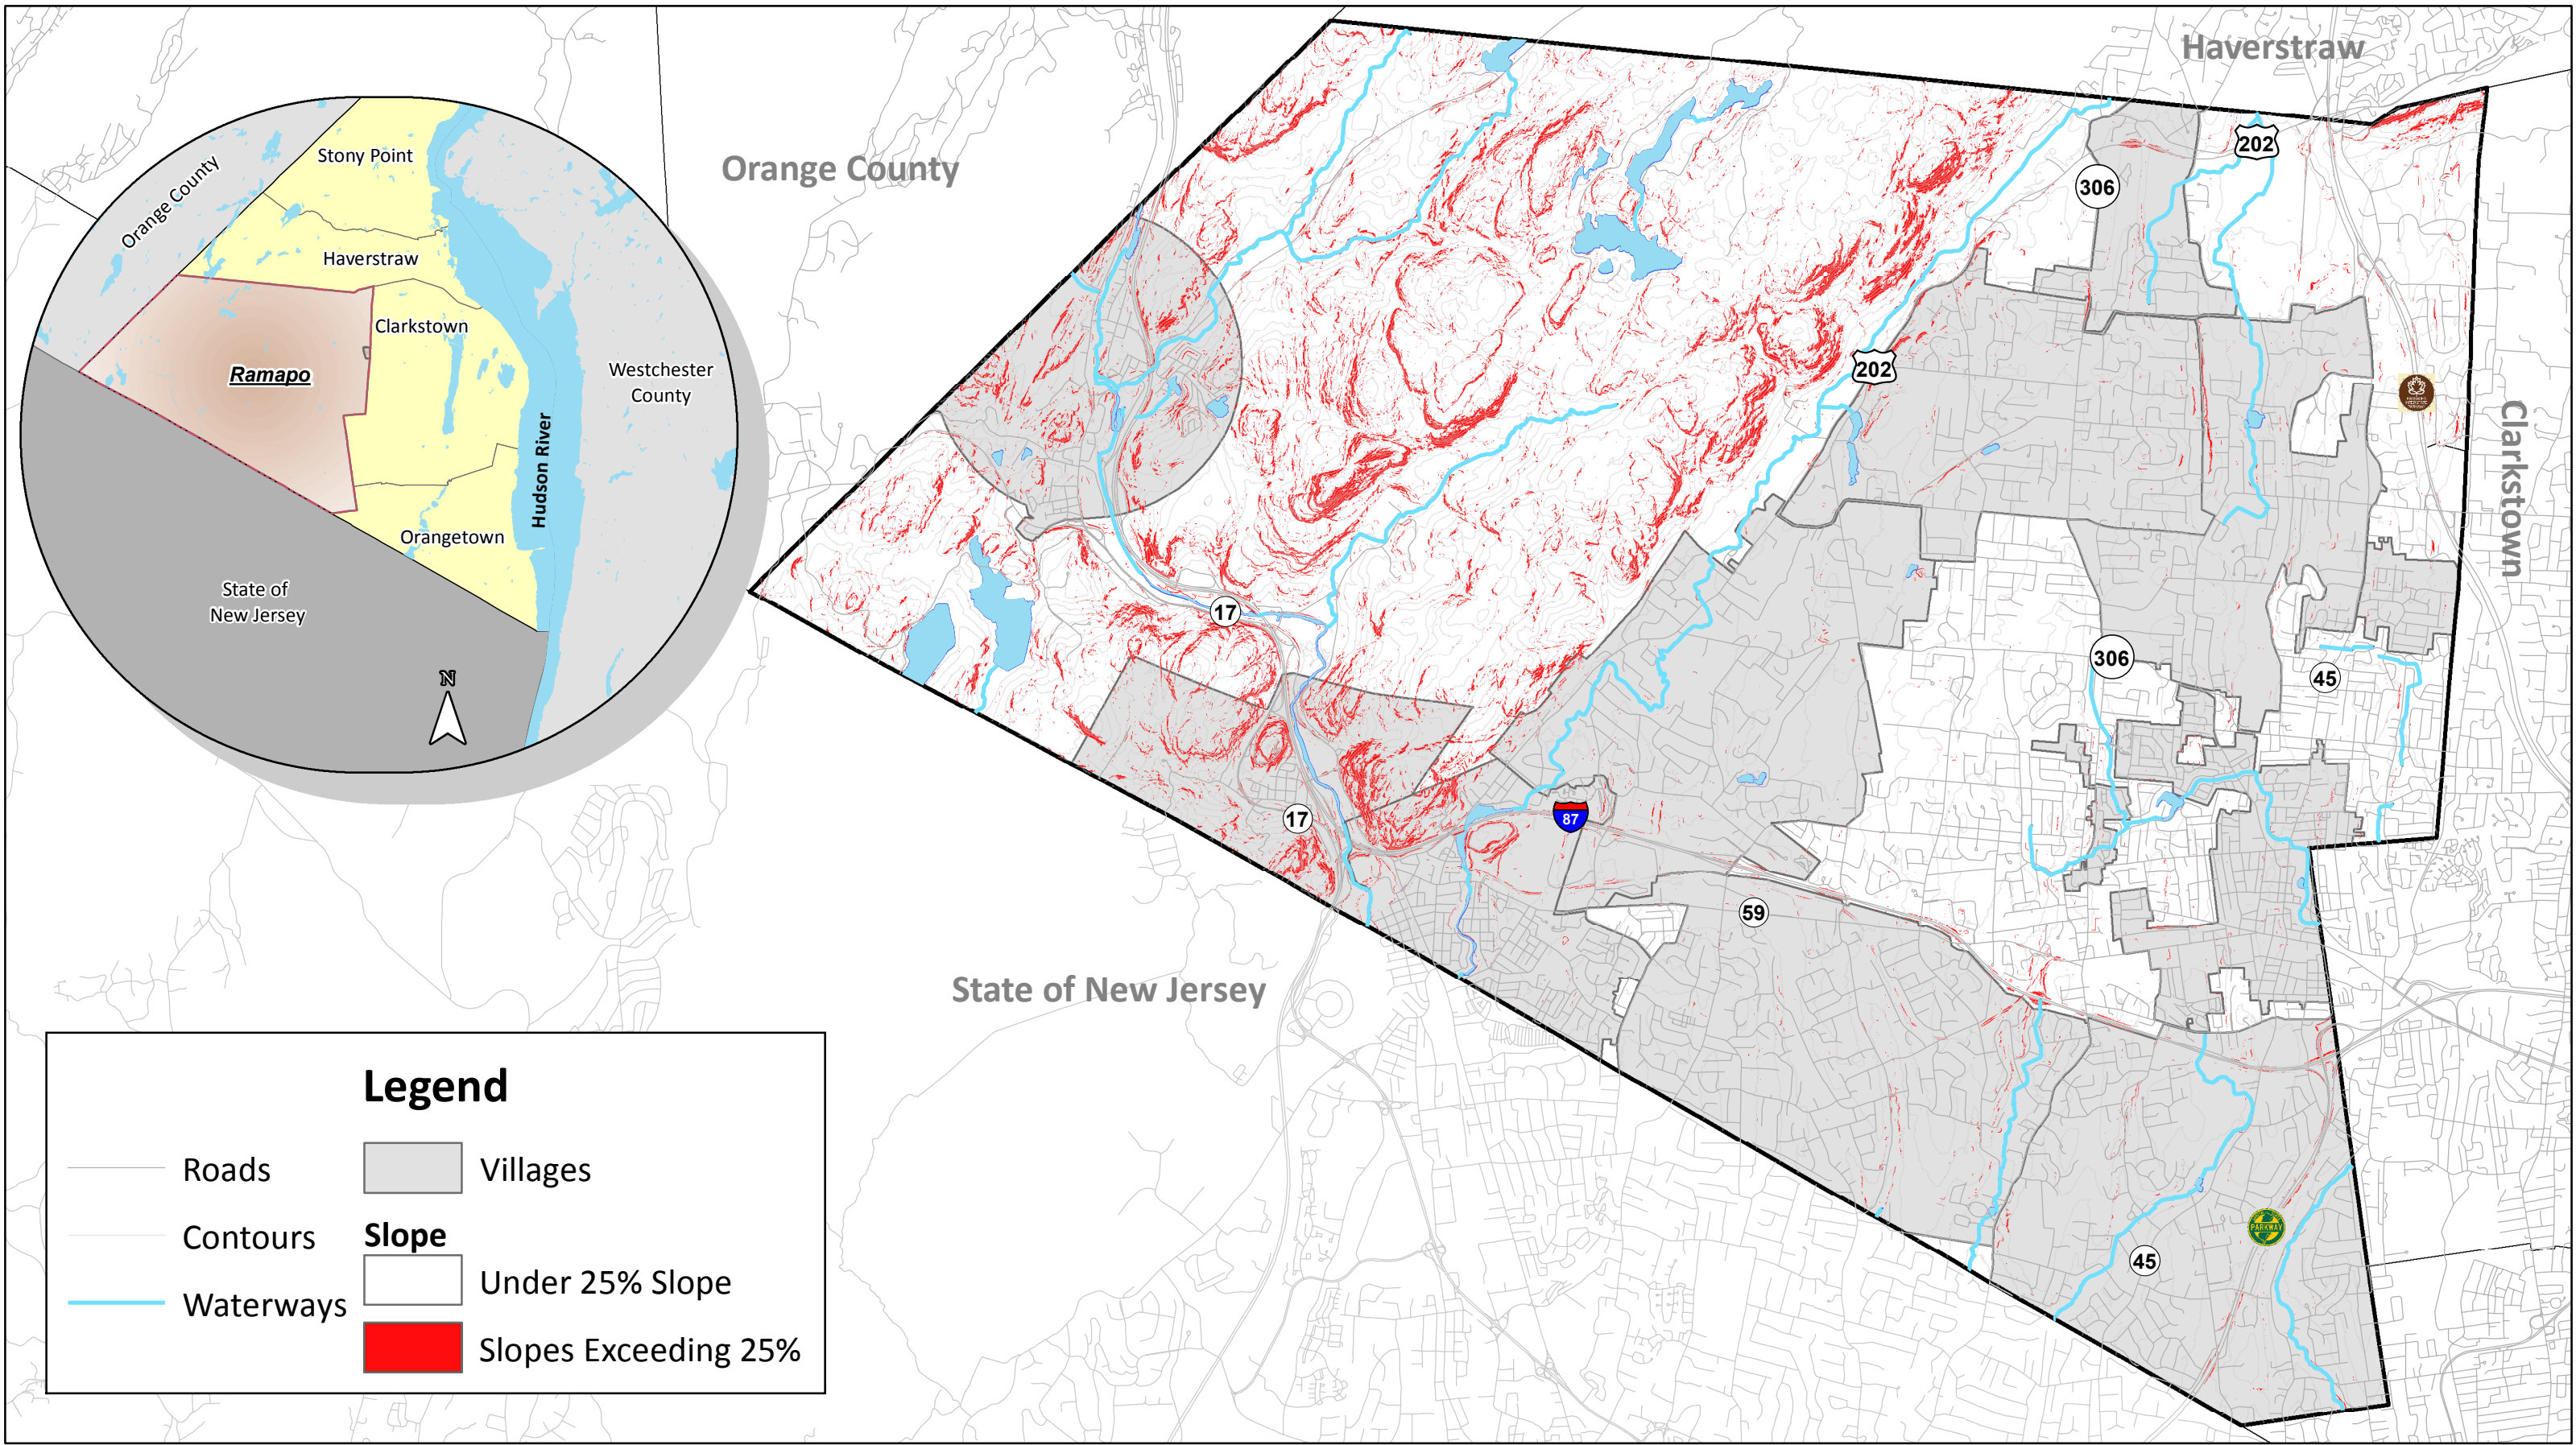 Haverstraw
Orange County
Clarkstown
State of New Jersey
202
306
202
17
306
45
17
87
59
45
PARKWAY
Stony Point
Orange County
Haverstraw
Clarkstown
Ramapo
Westchester
County
Hudson River
Orangetown
State of
New Jersey
N
Legend
Roads
Villages
Contours
Slope
Under 25% Slope
Waterways
Slopes Exceeding 25%